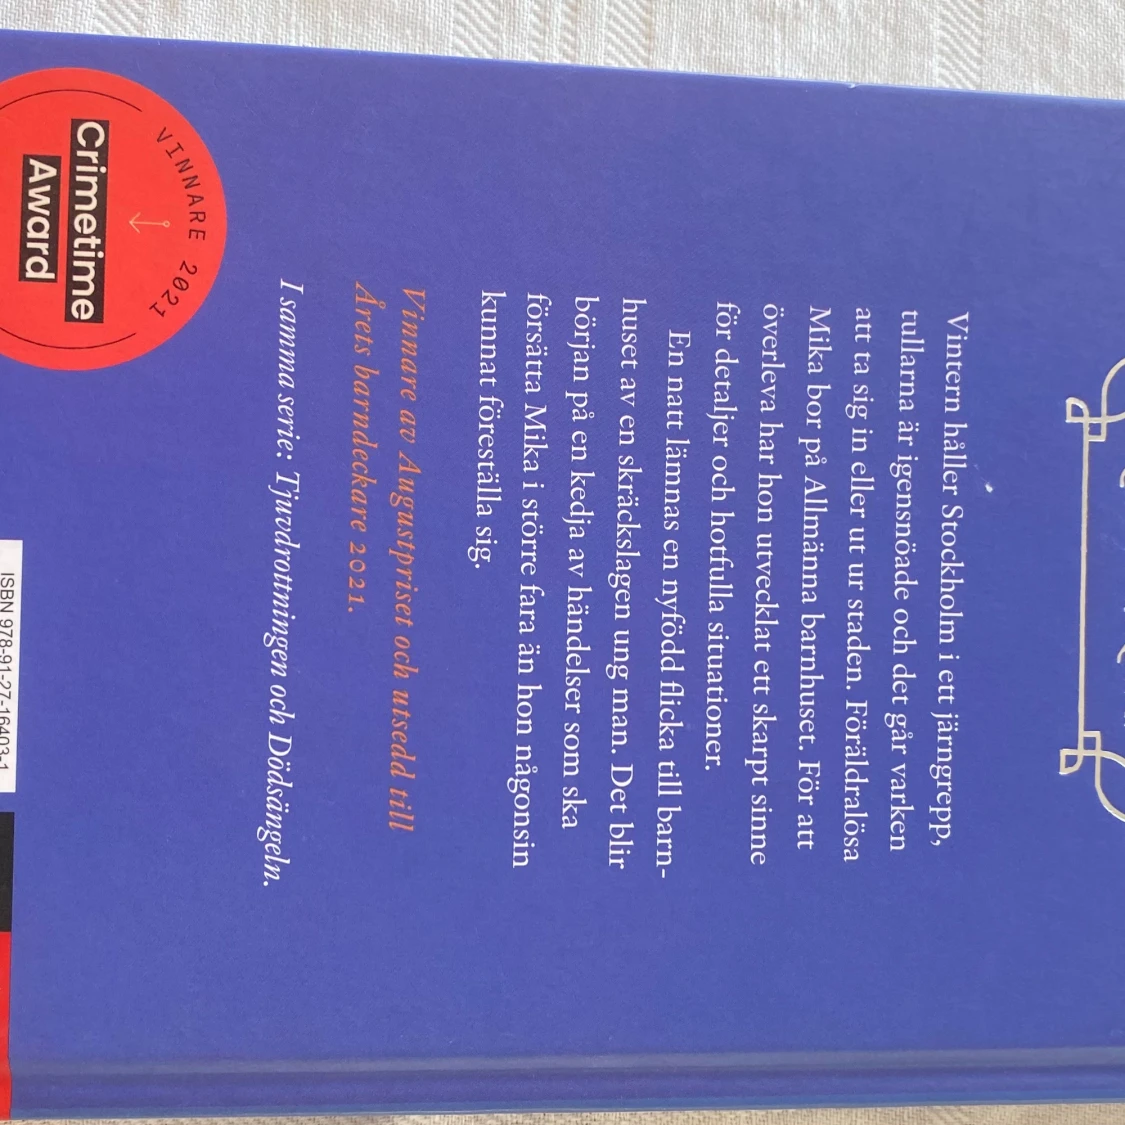 Vintern håller Stockholm i ett järngrepp,
tullarna är igensnöade och det går varken
att ta sig in eller ut ur staden. Föräldralösa
Mika bor på Allmänna barnhuset. För att
överleva har hon utvecklat ett skarpt sinne
för detaljer och hotfulla situationer.
En natt lämnas en nyfödd flicka till barn-
huset av en skräckslagen ung man. Det blir
början på en kedja av händelser som ska
försätta Mika i större fara än hon någonsin
kunnat föreställa sig.
Vinnare av Augustpriset och utsedd till
Årets barndeckare 2021.
I samma serie: Tjuvdrottningen och Dödsängeln.
VINNARE 2021
Crimetime
Award
ISBN 978-91-27-16403-1